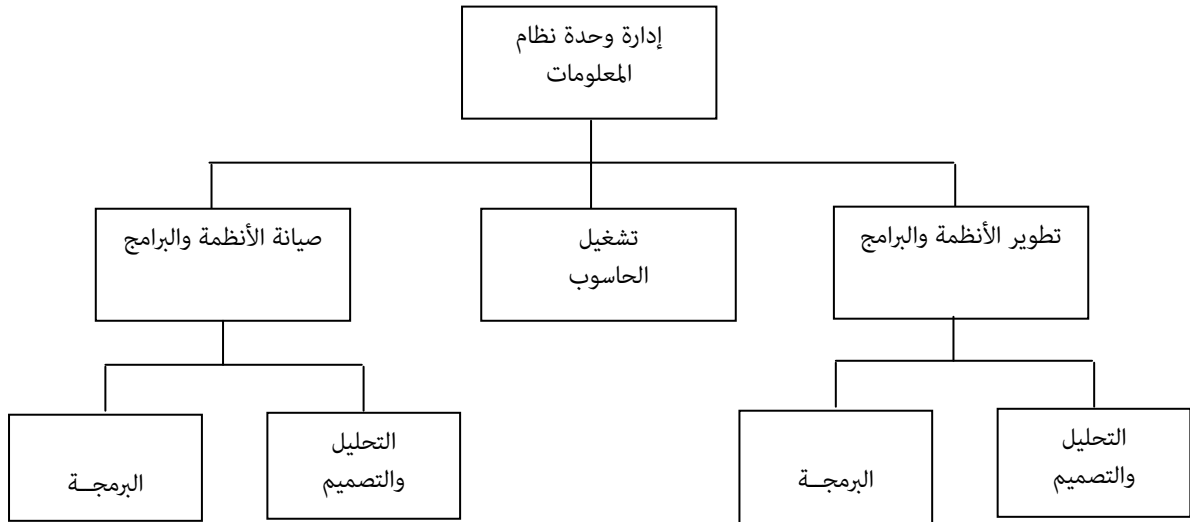 إدارة وحدة نظام
المعلومات
تطوير الأنظمة والبرامج
تشغيل
الحاسوب
صيانة الأنظمة والبرامج
التحليل
والتصميم
البرمجــة
التحليل
والتصميم
البرمجــة